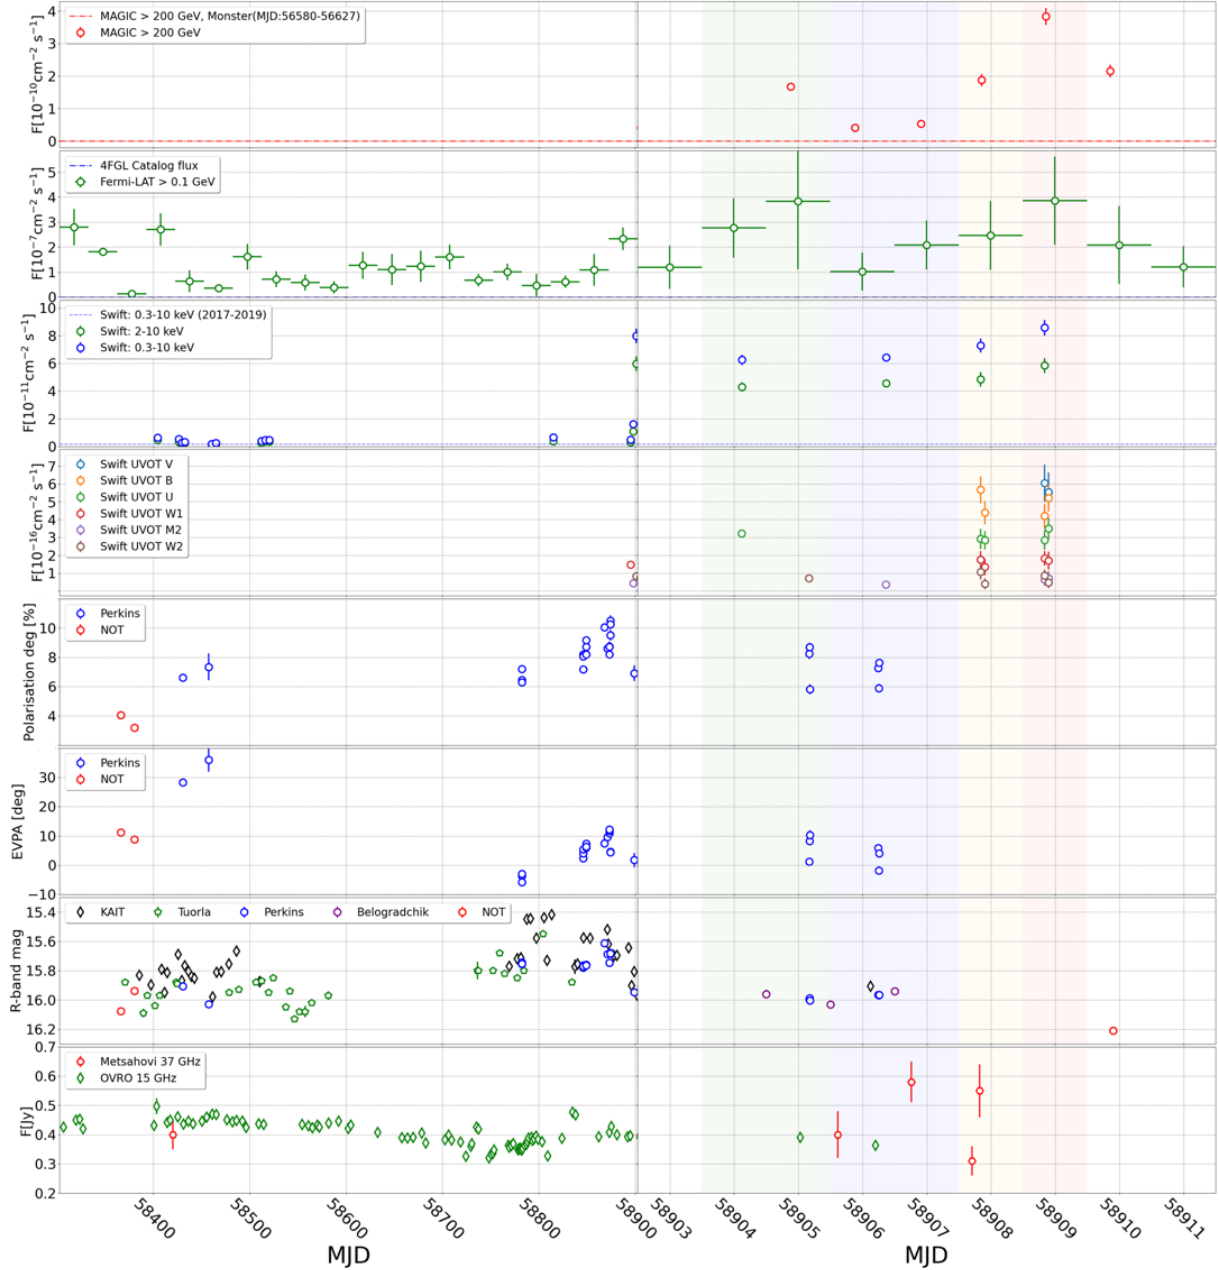 MAGIC > 200 GeV, Monster(MJD:56580-56627)
MAGIC > 200 GeV
F[10⁻¹⁰cm⁻² s⁻¹]
4
3
2
1
0
4FGL Catalog flux
Fermi-LAT > 0.1 GeV
F[10⁻⁷cm⁻² s⁻¹]
5
4
3
2
1
0
Swift: 0.3-10 keV (2017-2019)
Swift: 2-10 keV
Swift: 0.3-10 keV
F[10⁻¹¹cm⁻² s⁻¹]
10
8
6
4
2
0
Swift UVOT V
Swift UVOT B
Swift UVOT U
Swift UVOT W1
Swift UVOT M2
Swift UVOT W2
F[10⁻¹⁶cm⁻² s⁻¹]
7
6
5
4
3
2
1
Perkins
NOT
Polarisation deg [%]
10
8
6
4
Perkins
NOT
EVPA [deg]
30
20
10
0
−10
KAIT Tuorla Perkins Belogradchik NOT
R-band mag
15.4
15.6
15.8
16.0
16.2
Metsahovi 37 GHz
OVRO 15 GHz
F[Jy]
0.7
0.6
0.5
0.4
0.3
0.2
58400 58500 58600 58700 58800 58900 58903 58904 58905 58906 58907 58908 58909 58910 58911
MJD MJD